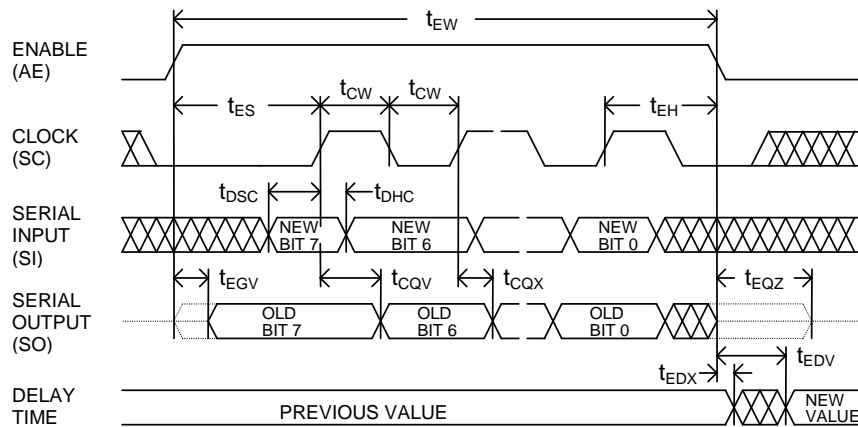 tEW
ENABLE
(AE)
tES
tCW
tCW
tEH
CLOCK
(SC)
tDSC
tDHC
SERIAL
INPUT
(SI)
NEW
BIT 7
NEW
BIT 6
NEW
BIT 0
tEGV
tCQV
tCQX
tEQZ
SERIAL
OUTPUT
(SO)
OLD
BIT 7
OLD
BIT 6
OLD
BIT 0
tEDV
tEDX
DELAY
TIME
PREVIOUS VALUE
NEW
VALUE